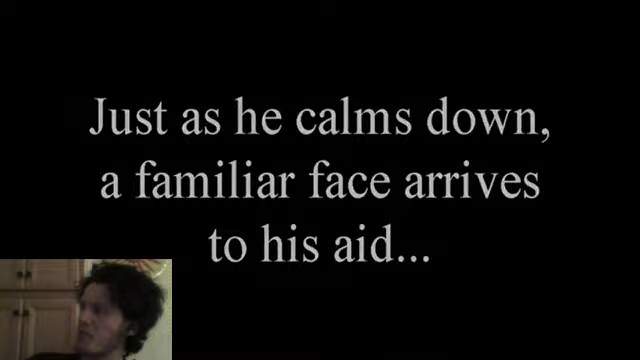 Just as he calms down,
a familiar face arrives
to his aid...